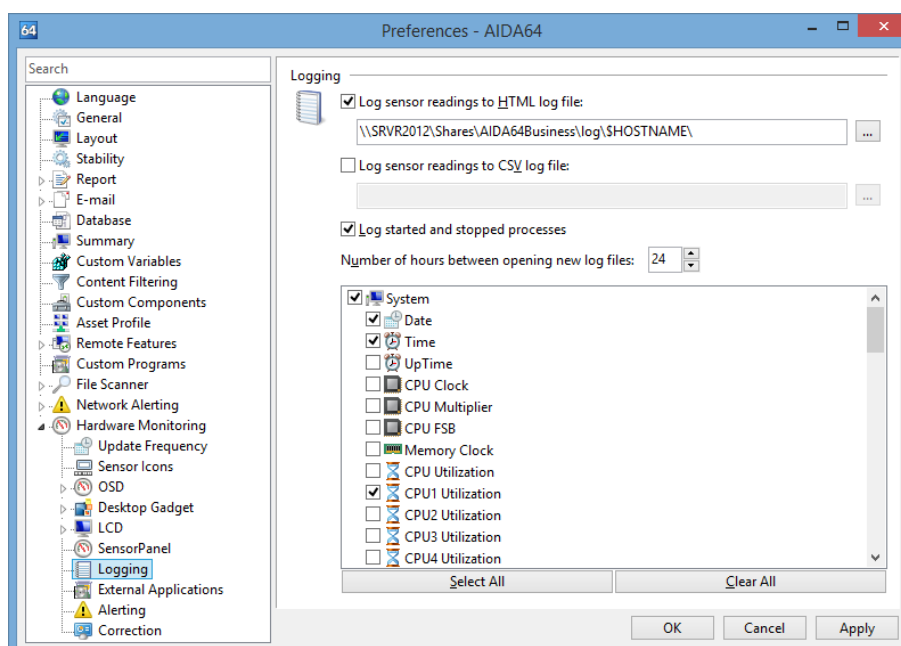 64
Preferences - AIDA64
Search
Language
General
Layout
Stability
Report
E-mail
Database
Summary
Custom Variables
Content Filtering
Custom Components
Asset Profile
Remote Features
Custom Programs
File Scanner
Network Alerting
Hardware Monitoring
Update Frequency
Sensor Icons
OSD
Desktop Gadget
LCD
SensorPanel
Logging
External Applications
Alerting
Correction
Logging
Log sensor readings to HTML log file:
\\SRVR2012\Shares\AIDA64Business\log\$HOSTNAME\
...
Log sensor readings to CSV log file:
...
Log started and stopped processes
Number of hours between opening new log files: 24
System
Date
Time
UpTime
CPU Clock
CPU Multiplier
CPU FSB
Memory Clock
CPU Utilization
CPU1 Utilization
CPU2 Utilization
CPU3 Utilization
CPU4 Utilization
Select All Clear All
OK Cancel Apply